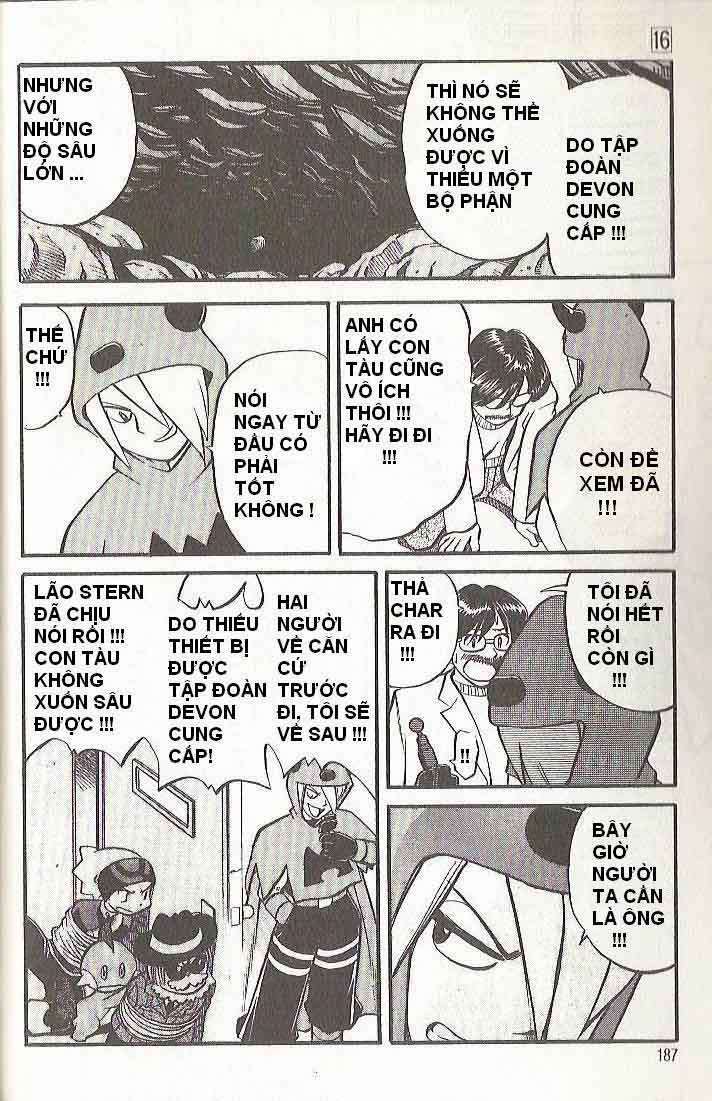 16
NHƯNG
VỚI
NHỮNG
ĐỘ SÂU
LỚN ...
THÌ NÓ SẼ
KHÔNG THỂ
XUỐNG
ĐƯỢC VÌ
THIẾU MỘT
BỘ PHẬN
DO TẬP
ĐOÀN
DEVON
CUNG
CẤP !!!
THẾ
CHỨ
!!!
NÓI
NGAY TỪ
ĐẦU CÓ
PHẢI
TỐT
KHÔNG !
ANH CÓ
LẤY CON
TÀU CŨNG
VÔ ÍCH
THÔI !!!
HÃY ĐI ĐI
!!!
CÒN ĐỀ
XEM ĐÃ
!!!
LÃO STERN
ĐÃ CHỊU
NÓI RỒI !!!
CON TÀU
KHÔNG
XUỐN SÂU
ĐƯỢC !!!
DO THIẾU
THIẾT BỊ
ĐƯỢC
TẬP ĐOÀN
DEVON
CUNG
CẤP!
HAI
NGƯỜI
VỀ CĂN
CỨ
TRƯỚC
ĐI, TÔI SẼ
VỀ SAU !!!
THẢ
CHAR
RA ĐI
!!!
!!
TÔI ĐÃ
NÓI HẾT
RỒI
CÒN GÌ
!!!
BÂY
GIỜ
NGƯỜI
TA CẦN
LÀ ÔNG
!!!
187